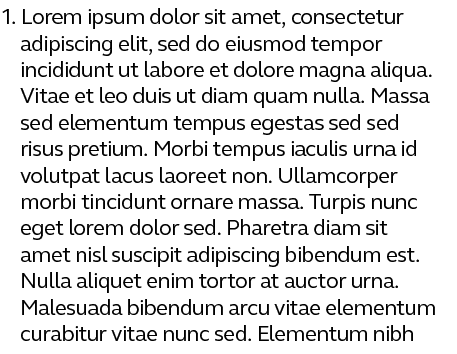 1. Lorem ipsum dolor sit amet, consectetur
adipiscing elit, sed do eiusmod tempor
incididunt ut labore et dolore magna aliqua.
Vitae et leo duis ut diam quam nulla. Massa
sed elementum tempus egestas sed sed
risus pretium. Morbi tempus iaculis urna id
volutpat lacus laoreet non. Ullamcorper
morbi tincidunt ornare massa. Turpis nunc
eget lorem dolor sed. Pharetra diam sit
amet nisl suscipit adipiscing bibendum est.
Nulla aliquet enim tortor at auctor urna.
Malesuada bibendum arcu vitae elementum
curabitur vitae nunc sed. Elementum nibh